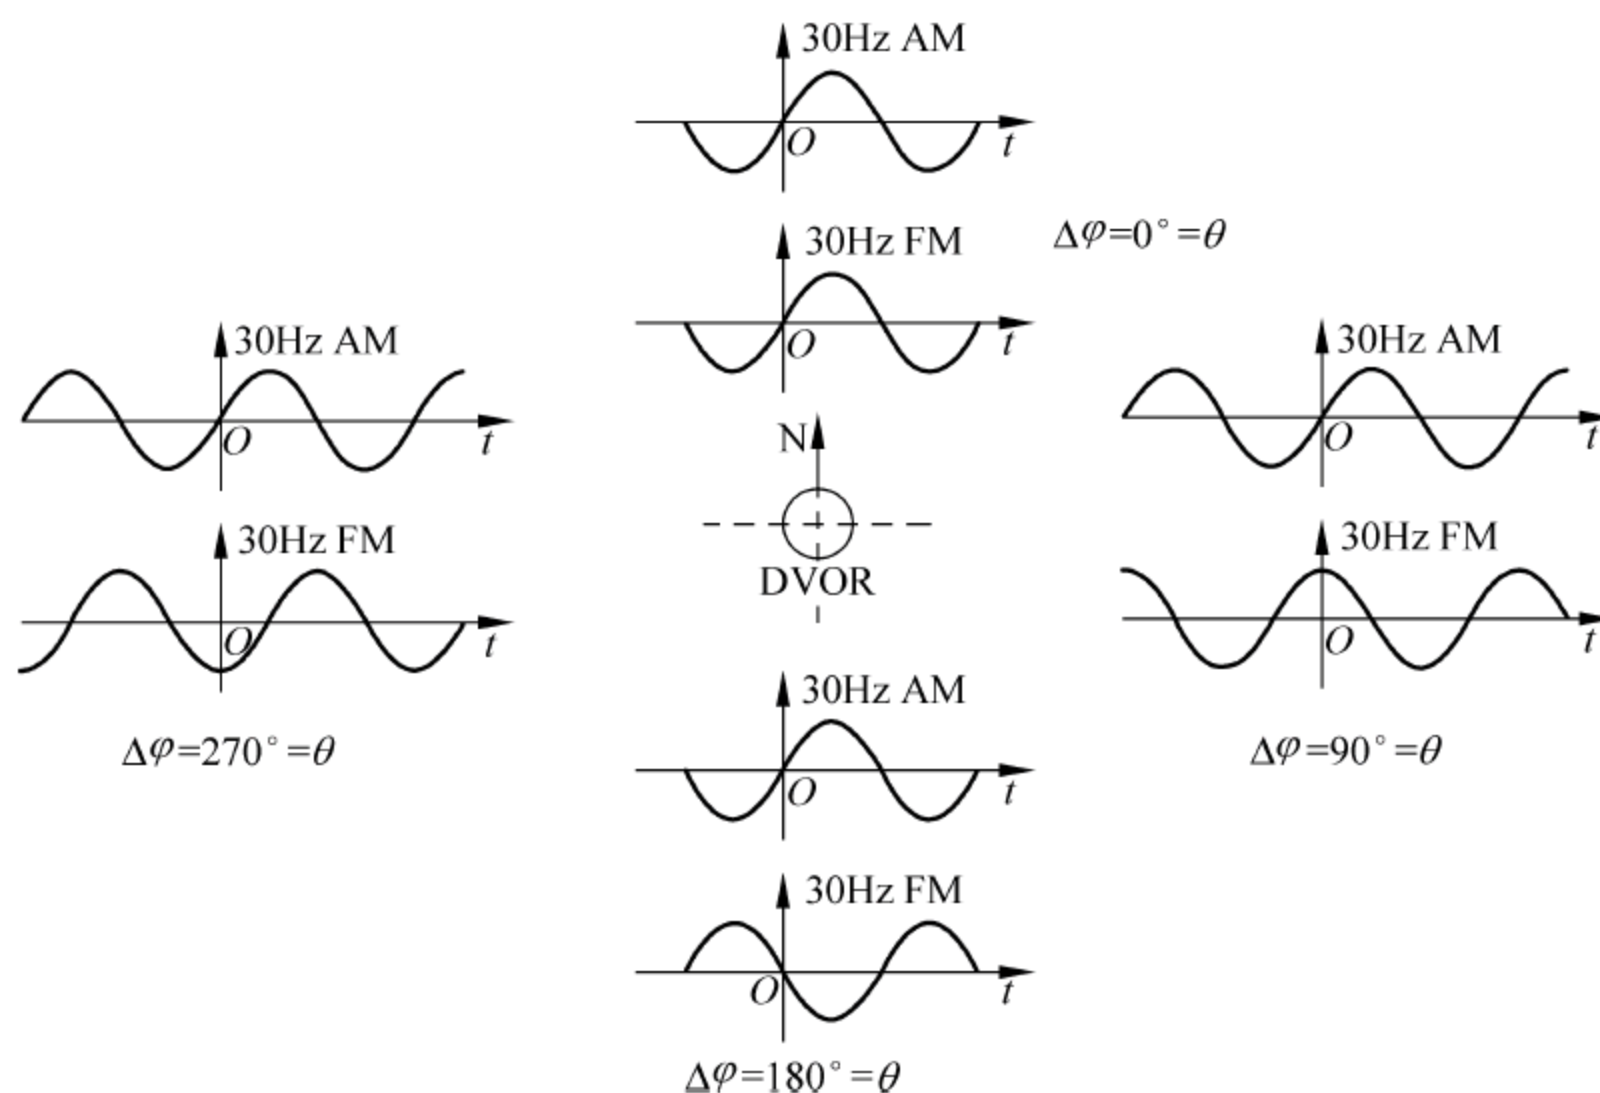 30Hz AM
O
t
30Hz FM
O
t
Δφ=0°=θ
30Hz AM
O
t
30Hz FM
O
t
Δφ=270°=θ
N
DVOR
30Hz AM
O
t
30Hz FM
O
t
Δφ=90°=θ
30Hz AM
O
t
30Hz FM
O
t
Δφ=180°=θ